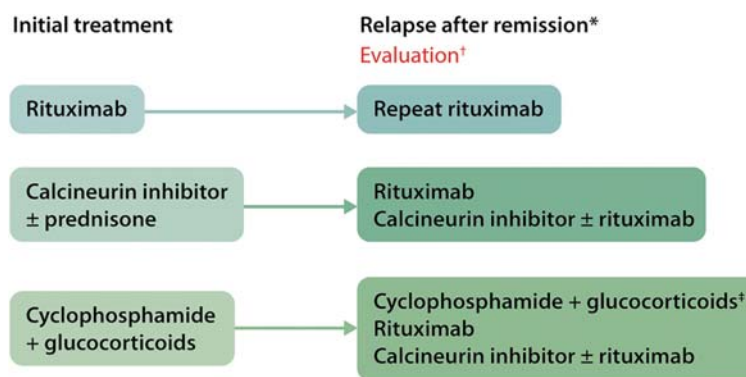 Initial treatment
Relapse after remission*
Evaluation†
Rituximab
Repeat rituximab
Calcineurin inhibitor
± prednisone
Rituximab
Calcineurin inhibitor ± rituximab
Cyclophosphamide
+ glucocorticoids
Cyclophosphamide + glucocorticoids‡
Rituximab
Calcineurin inhibitor ± rituximab